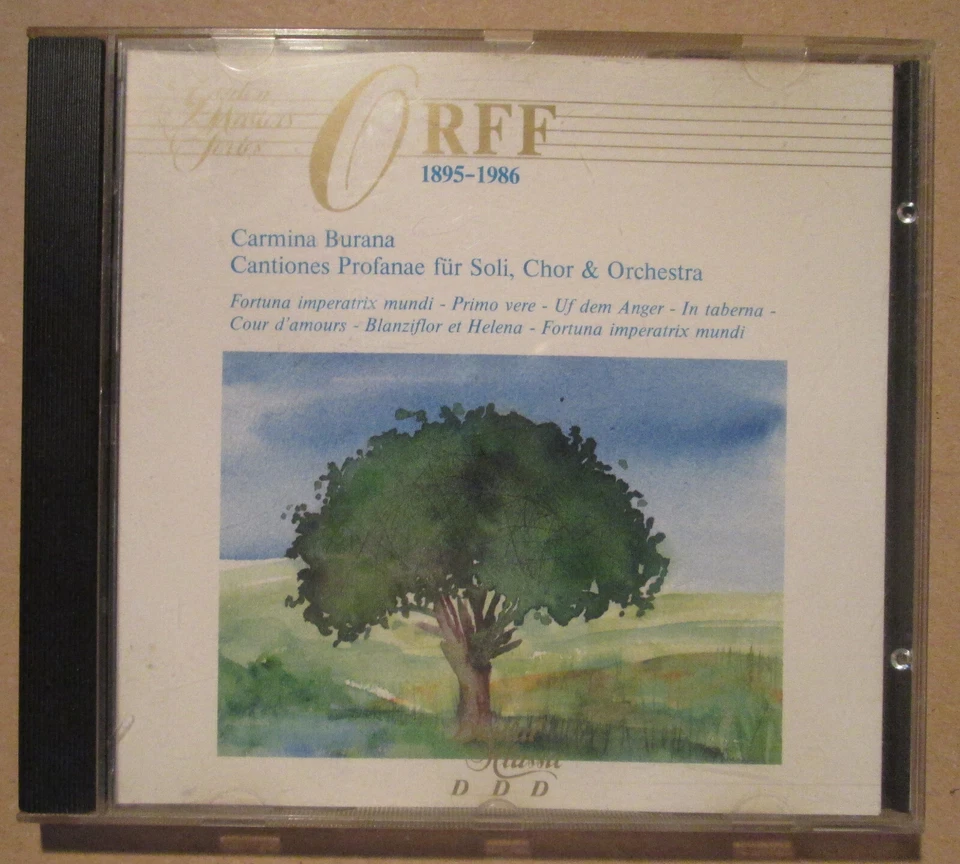 ORFF
1895-1986
Carmina Burana
Cantiones Profanae für Soli, Chor & Orchestra
Fortuna imperatrix mundi - Primo vere - Uf dem Anger - In taberna -
Cour d'amours - Blanziflor et Helena - Fortuna imperatrix mundi
D D D